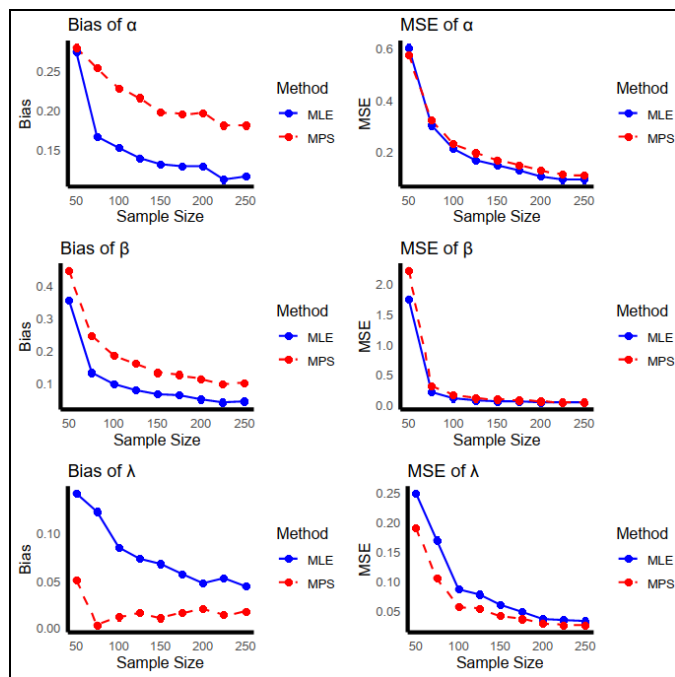 Bias of α
0.25
0.20
0.15
Bias
50 100 150 200 250
Sample Size
Method
MLE
MPS
MSE of α
0.6
0.4
0.2
MSE
50 100 150 200 250
Sample Size
Method
MLE
MPS
Bias of β
0.4
0.3
0.2
0.1
Bias
50 100 150 200 250
Sample Size
Method
MLE
MPS
MSE of β
2.0
1.5
1.0
0.5
0.0
MSE
50 100 150 200 250
Sample Size
Method
MLE
MPS
Bias of λ
0.10
0.05
0.00
Bias
50 100 150 200 250
Sample Size
Method
MLE
MPS
MSE of λ
0.25
0.20
0.15
0.10
0.05
MSE
50 100 150 200 250
Sample Size
Method
MLE
MPS